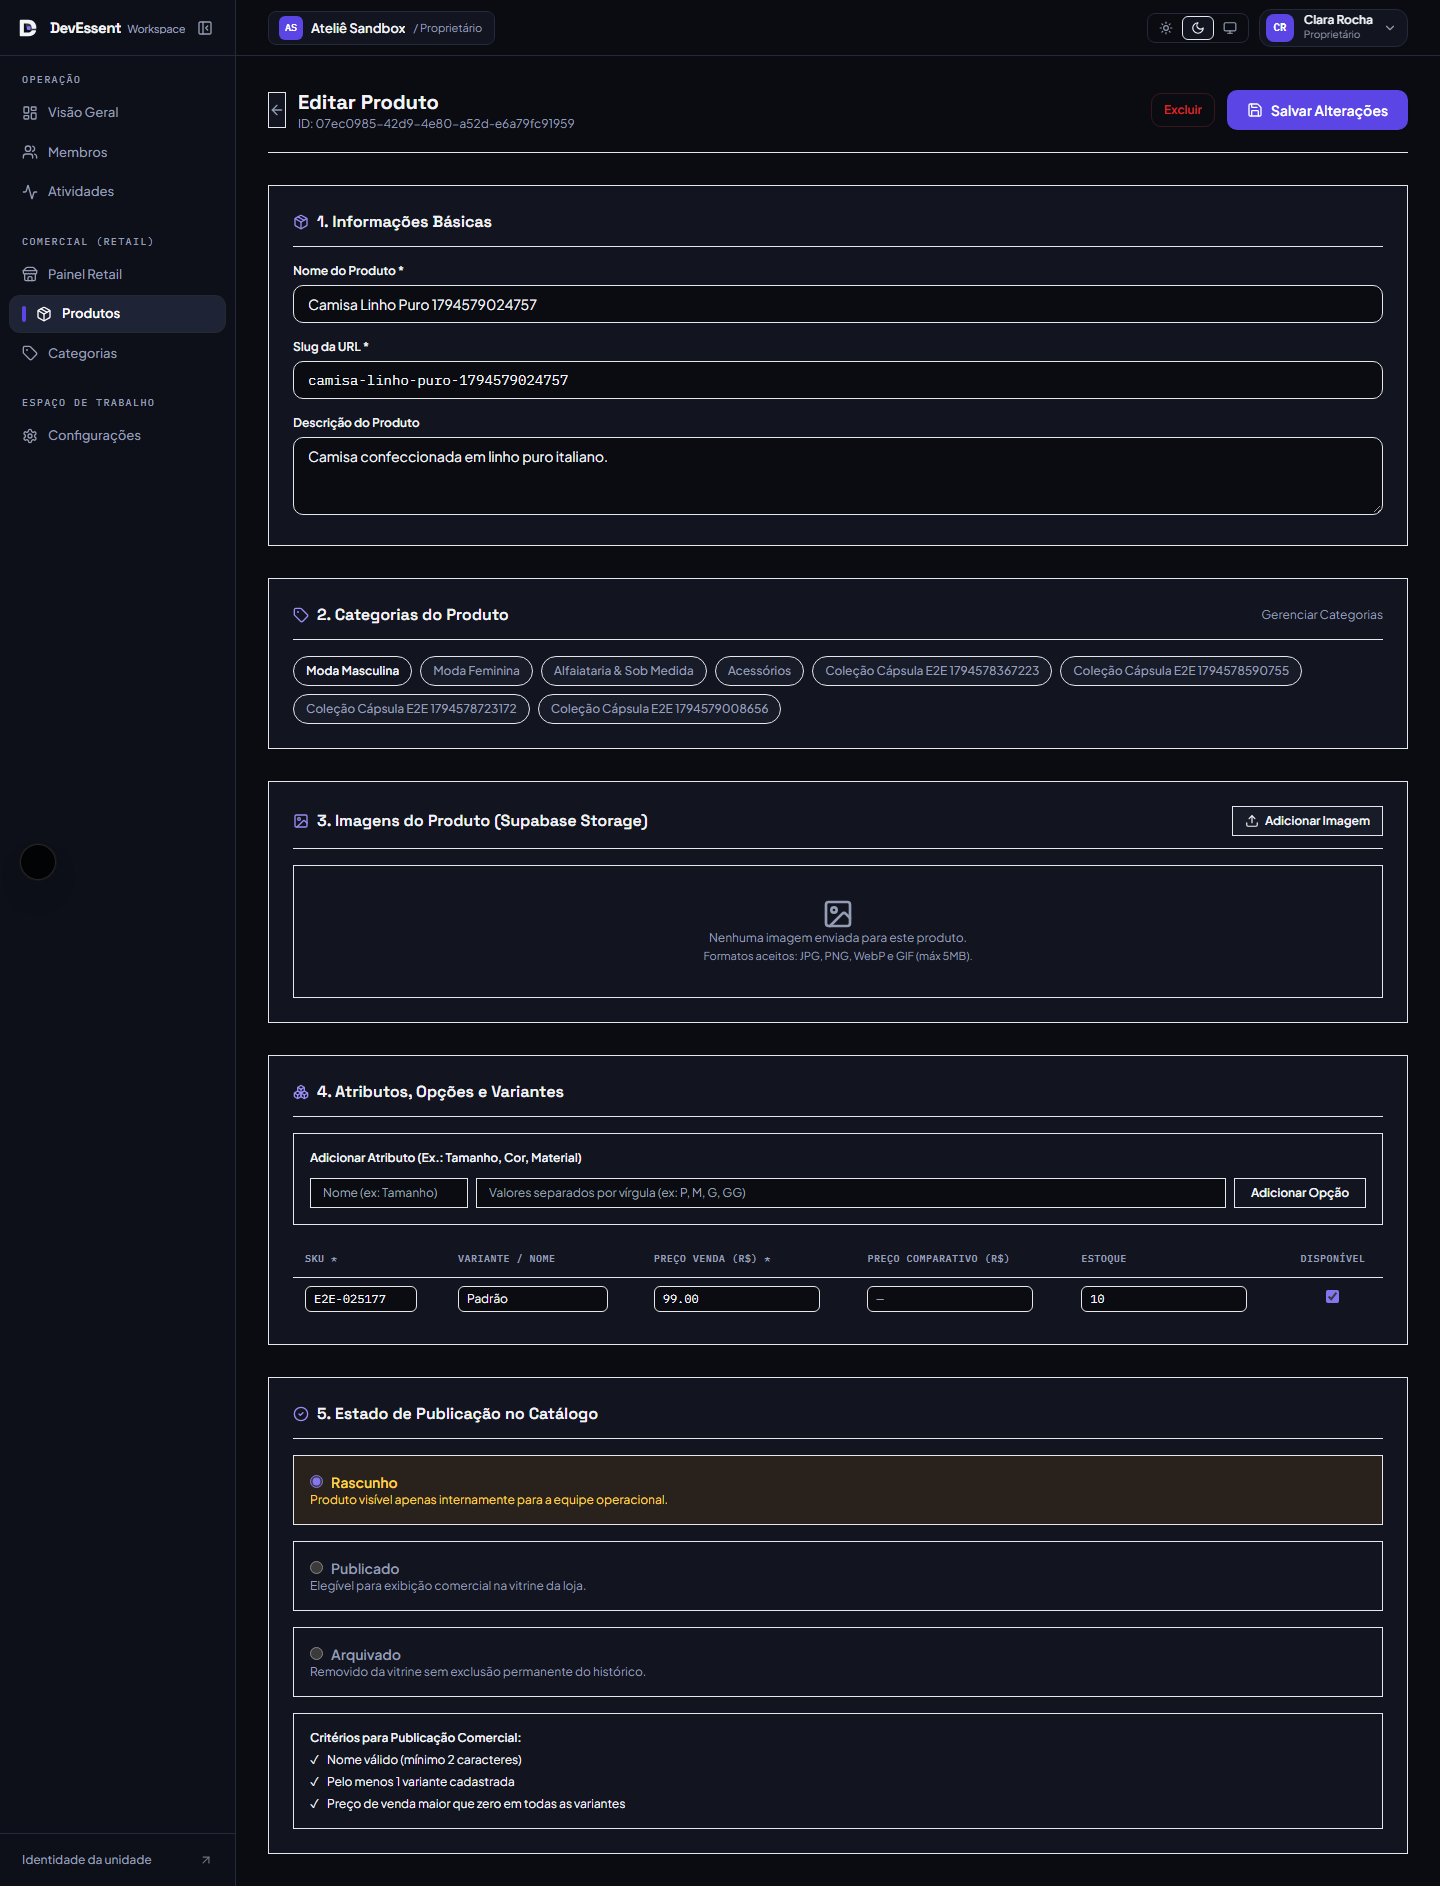 DevEssent Workspace
OPERAÇÃO
Visão Geral
Membros
Atividades
COMERCIAL (RETAIL)
Painel Retail
Produtos
Categorias
ESPAÇO DE TRABALHO
Configurações
Identidade da unidade
AS Ateliê Sandbox / Proprietário
CR Clara Rocha
Proprietário
Editar Produto
ID: 07ec0985-42d9-4e80-a52d-e6a79fc91959
Excluir
Salvar Alterações
1. Informações Básicas
Nome do Produto *
Camisa Linho Puro 1794579024757
Slug da URL *
camisa-linho-puro-1794579024757
Descrição do Produto
Camisa confeccionada em linho puro italiano.
2. Categorias do Produto
Gerenciar Categorias
Moda Masculina Moda Feminina Alfaiataria & Sob Medida Acessórios Coleção Cápsula E2E 1794578367223 Coleção Cápsula E2E 1794578590755
Coleção Cápsula E2E 1794578723172 Coleção Cápsula E2E 1794579008656
3. Imagens do Produto (Supabase Storage)
Adicionar Imagem
Nenhuma imagem enviada para este produto.
Formatos aceitos: JPG, PNG, WebP e GIF (máx 5MB).
4. Atributos, Opções e Variantes
Adicionar Atributo (Ex.: Tamanho, Cor, Material)
Nome (ex: Tamanho) Valores separados por vírgula (ex: P, M, G, GG) Adicionar Opção
SKU * VARIANTE / NOME PREÇO VENDA (R$) * PREÇO COMPARATIVO (R$) ESTOQUE DISPONÍVEL
E2E-025177 Padrão 99.00 — 10
5. Estado de Publicação no Catálogo
Rascunho
Produto visível apenas internamente para a equipe operacional.
Publicado
Elegível para exibição comercial na vitrine da loja.
Arquivado
Removido da vitrine sem exclusão permanente do histórico.
Critérios para Publicação Comercial:
✓ Nome válido (mínimo 2 caracteres)
✓ Pelo menos 1 variante cadastrada
✓ Preço de venda maior que zero em todas as variantes